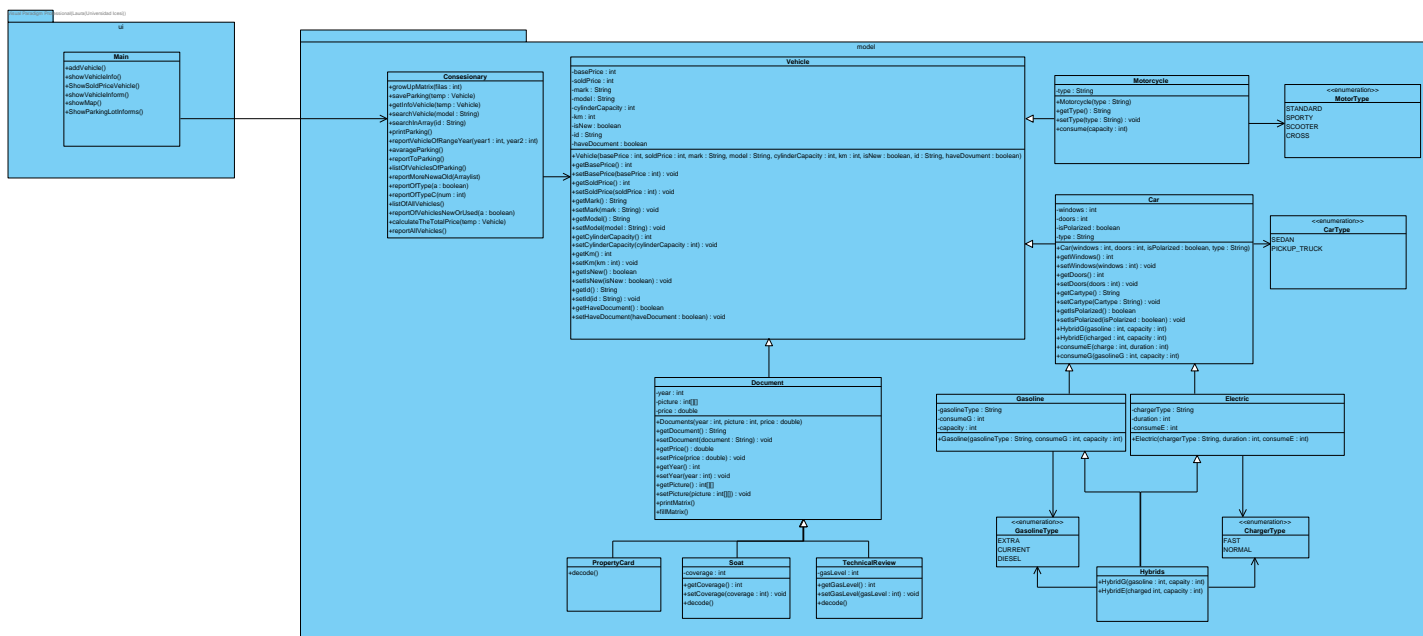 Visual Paradigm Professional(Laura(Universidad Icesi))
ui
Main
+addVehicle()
+showVehicleInfo()
+ShowSoldPriceVehicle()
+showVehicleInform()
+showMap()
+ShowParkingLotInforms()
model
Consesionary
+growUpMatrix(filas : int)
+saveParking(temp : Vehicle)
+getInfoVehicle(temp : Vehicle)
+searchVehicle(model : String)
+searchInArray(id : String)
+printParking()
+reportVehicleOfRangeYear(year1 : int, year2 : int)
+avarageParking()
+reportToParking()
+listOfVehiclesOfParking()
+reportMoreNewaOld(Arraylist)
+reportOfType(a : boolean)
+reportOfTypeC(num : int)
+listOfAllVehicles()
+reportOfVehiclesNewOrUsed(a : boolean)
+calculateTheTotalPrice(temp : Vehicle)
+reportAllVehicles()
Vehicle
-basePrice : int
-soldPrice : int
-mark : String
-model : String
-cylinderCapacity : int
-km : int
-isNew : boolean
-id : String
-haveDocument : boolean
+Vehicle(basePrice : int, soldPrice : int, mark : String, model : String, cylinderCapacity : int, km : int, isNew : boolean, id : String, haveDovument : boolean)
+getBasePrice() : int
+setBasePrice(basePrice : int) : void
+getSoldPrice() : int
+setSoldPrice(soldPrice : int) : void
+getMark() : String
+setMark(mark : String) : void
+getModel() : String
+setModel(model : String) : void
+getCylinderCapacity() : int
+setCylinderCapacity(cylinderCapacity : int) : void
+getKm() : int
+setKm(km : int) : void
+getIsNew() : boolean
+setIsNew(isNew : boolean) : void
+getId() : String
+setId(id : String) : void
+getHaveDocument() : boolean
+setHaveDocument(haveDocument : boolean) : void
Motorcycle
-type : String
+Motorcycle(type : String)
+getType() : String
+setType(type : String) : void
+consume(capacity : int)
<<enumeration>>
MotorType
STANDARD
SPORTY
SCOOTER
CROSS
Car
-windows : int
-doors : int
-isPolarized : boolean
-type : String
+Car(windows : int, doors : int, isPolarized : boolean, type : String)
+getWindows() : int
+setWindows(windows : int) : void
+getDoors() : int
+setDoors(doors : int) : void
+getCartype() : String
+setCartype(Cartype : String) : void
+getIsPolarized() : boolean
+setIsPolarized(isPolarized : boolean) : void
+HybridG(gasoline : int, capacity : int)
+HybridE(icharged : int, capacity : int)
+consumeE(charge : int, duration : int)
+consumeG(gasolineG : int, capacity : int)
<<enumeration>>
CarType
SEDAN
PICKUP_TRUCK
Document
-year : int
-picture : int[][]
-price : double
+Documents(year : int, picture : int, price : double)
+getDocument() : String
+setDocument(document : String) : void
+getPrice() : double
+setPrice(price : double) : void
+getYear() : int
+setYear(year : int) : void
+getPicture() : int[][]
+setPicture(picture : int[][]) : void
+printMatrix()
+fillMatrix()
Gasoline
-gasolineType : String
-consumeG : int
-capacity : int
+Gasoline(gasolineType : String, consumeG : int, capacity : int)
Electric
-chargerType : String
-duration : int
-consumeE : int
+Electric(chargerType : String, duration : int, consumeE : int)
<<enumeration>>
GasolineType
EXTRA
CURRENT
DIESEL
<<enumeration>>
ChargerType
FAST
NORMAL
PropertyCard
+decode()
Soat
-coverage : int
+getCoverage() : int
+setCoverage(coverage : int) : void
+decode()
TechnicalReview
-gasLevel : int
+getGasLevel() : int
+setGasLevel(gasLevel : int) : void
+decode()
Hybrids
+HybridG(gasoline : int, capaity : int)
+HybridE(charged int, capacity : int)